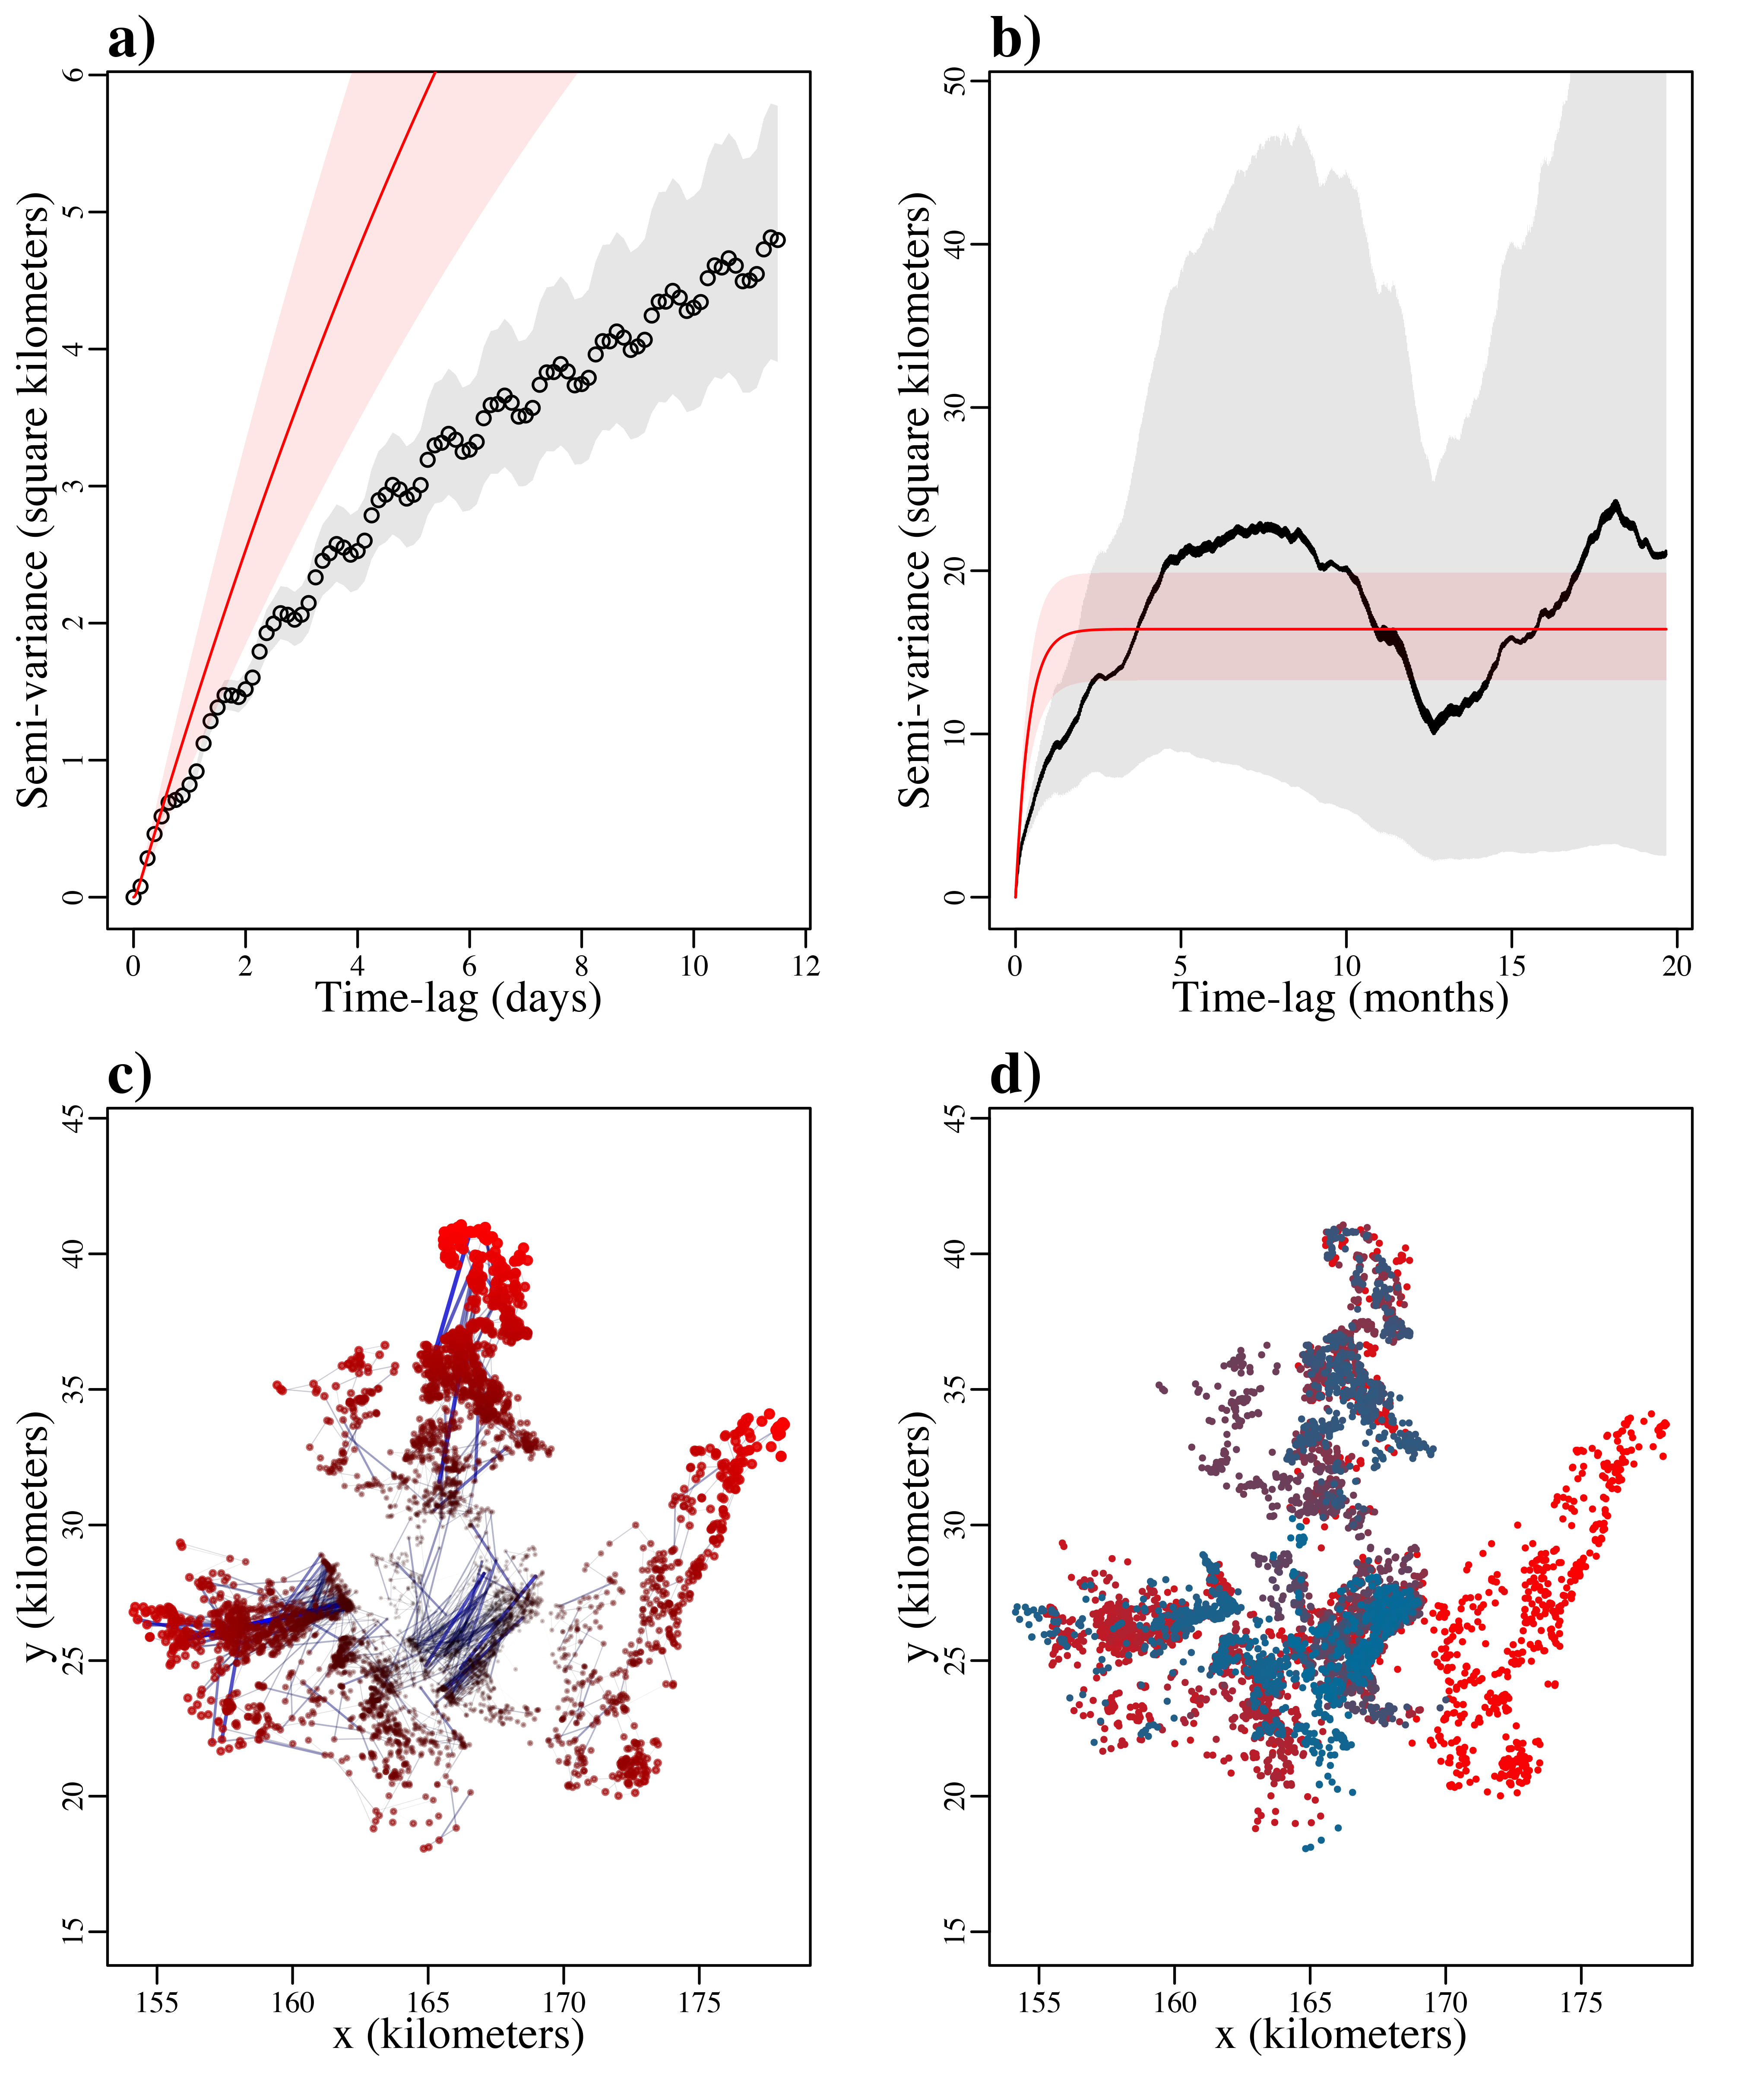 a)
Semi-variance (square kilometers)
6
5
4
3
2
1
0
0 2 4 6 8 10 12
Time-lag (days)
b)
Semi-variance (square kilometers)
50
40
30
20
10
0
0 5 10 15 20
Time-lag (months)
c)
y (kilometers)
45
40
35
30
25
20
15
155 160 165 170 175
x (kilometers)
d)
y (kilometers)
45
40
35
30
25
20
15
155 160 165 170 175
x (kilometers)